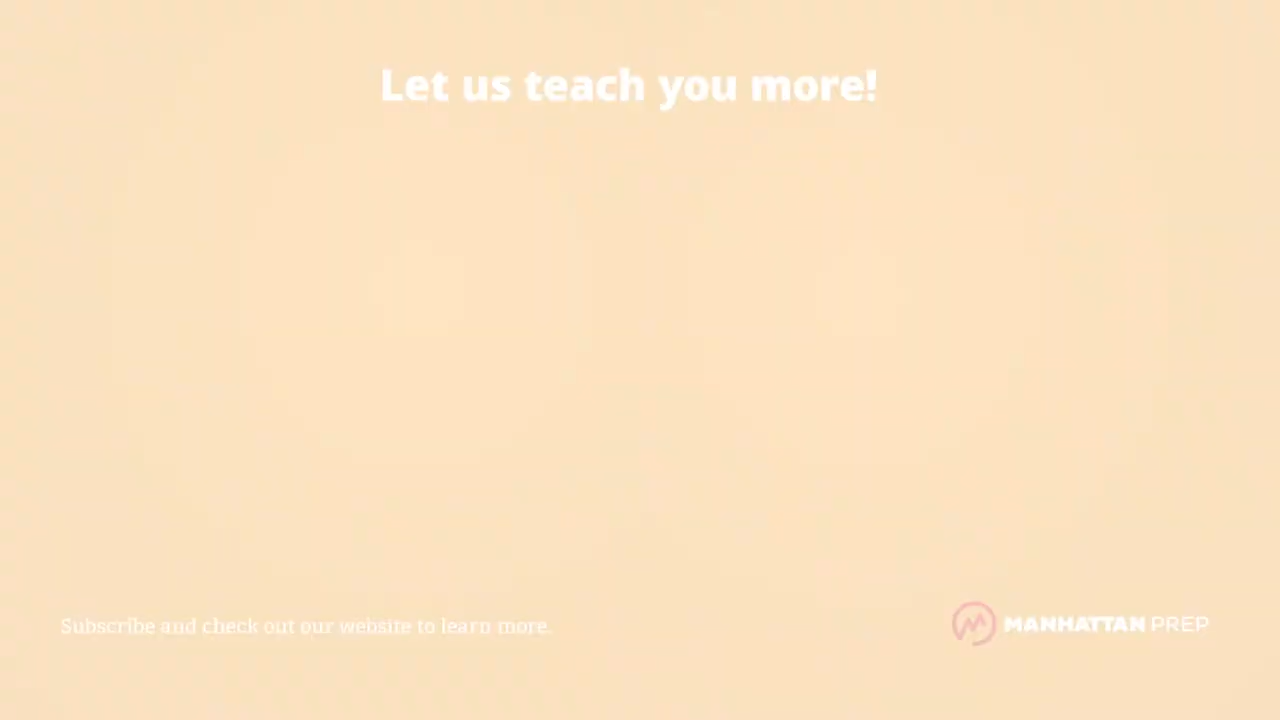 Let us teach you more!
Subscribe and check out our website to learn more.
MANHATTAN PREP